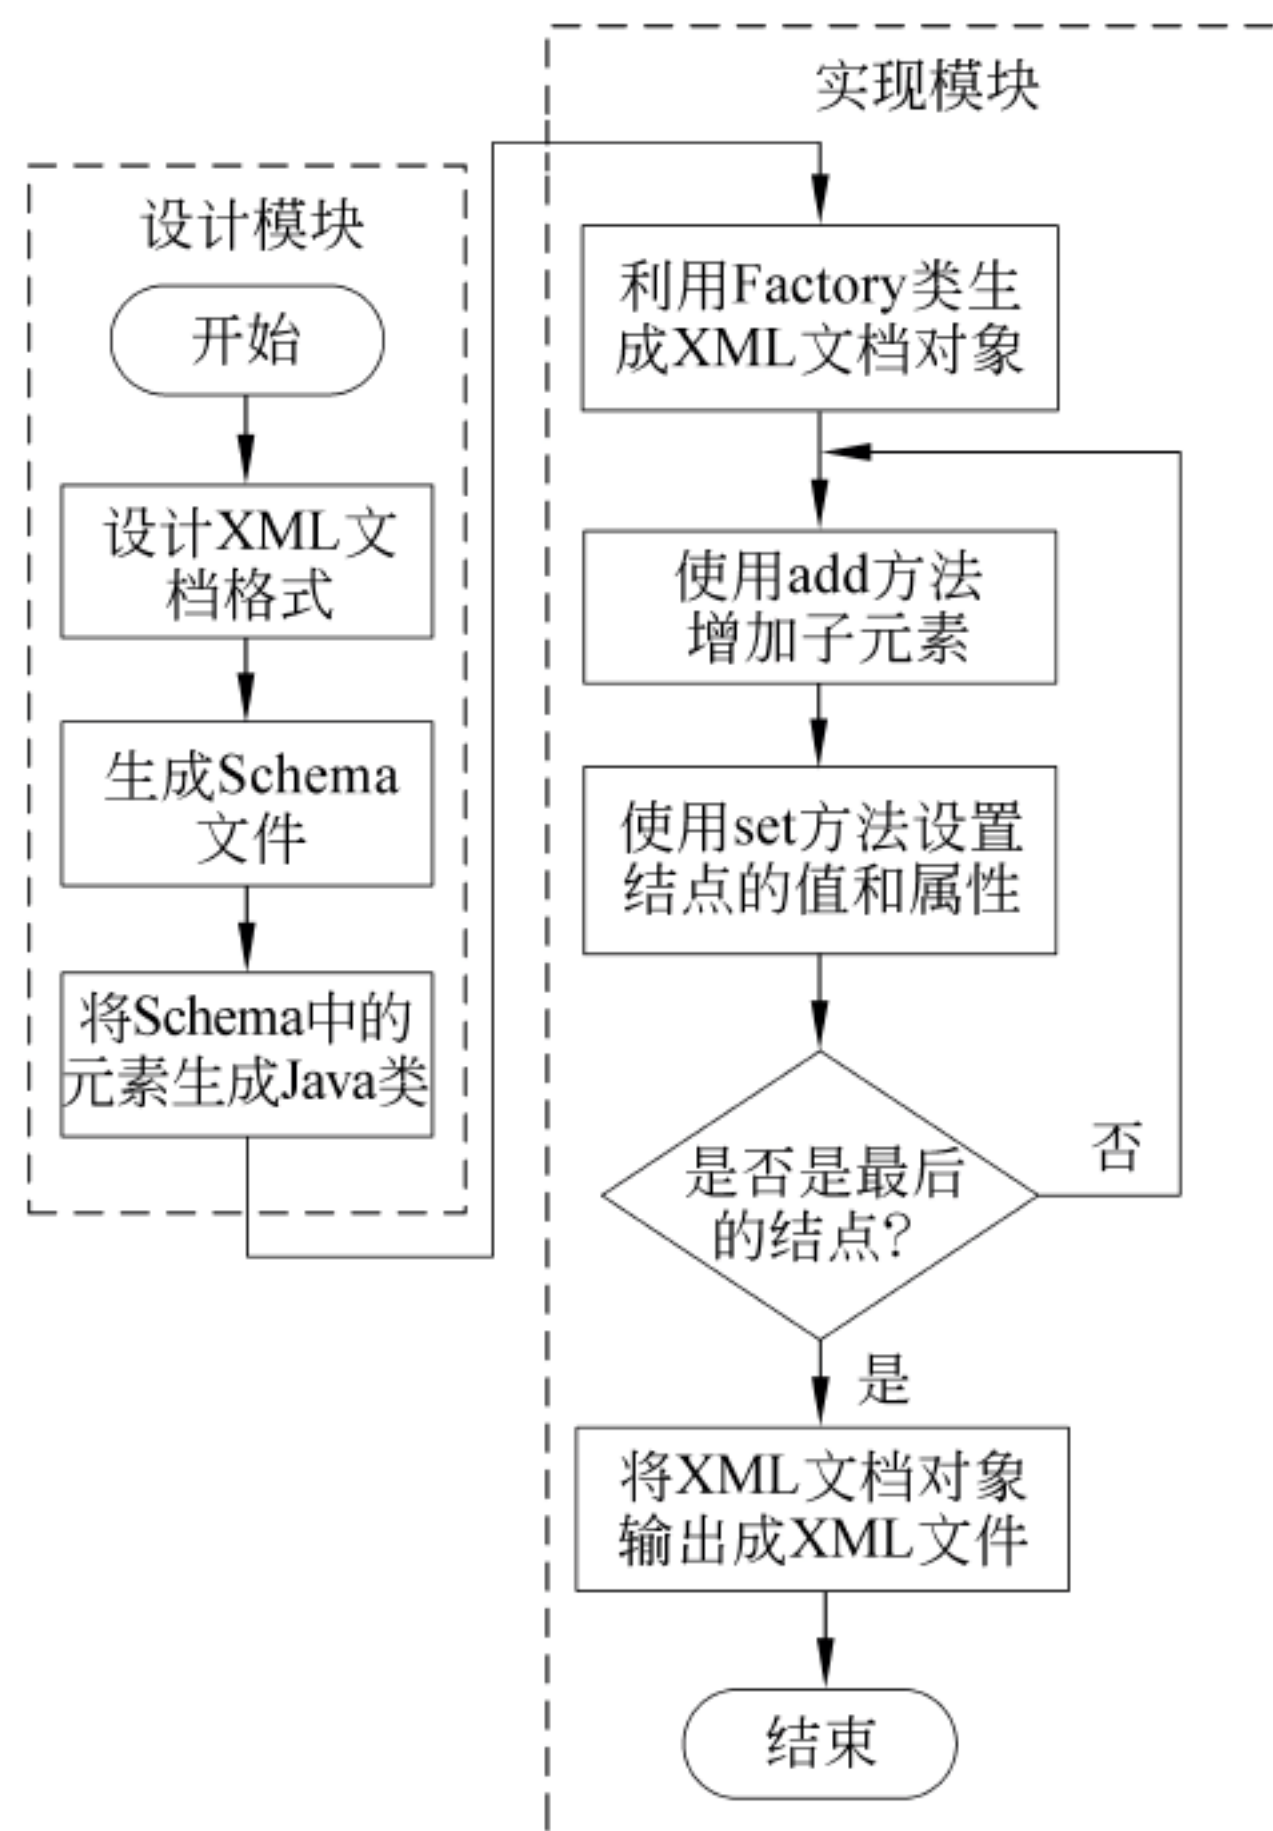 设计模块
开始
设计XML文
档格式
生成Schema
文件
将Schema中的
元素生成Java类
实现模块
利用Factory类生
成XML文档对象
使用add方法
增加子元素
使用set方法设置
结点的值和属性
是否是最后
的结点?
否
是
将XML文档对象
输出成XML文件
结束